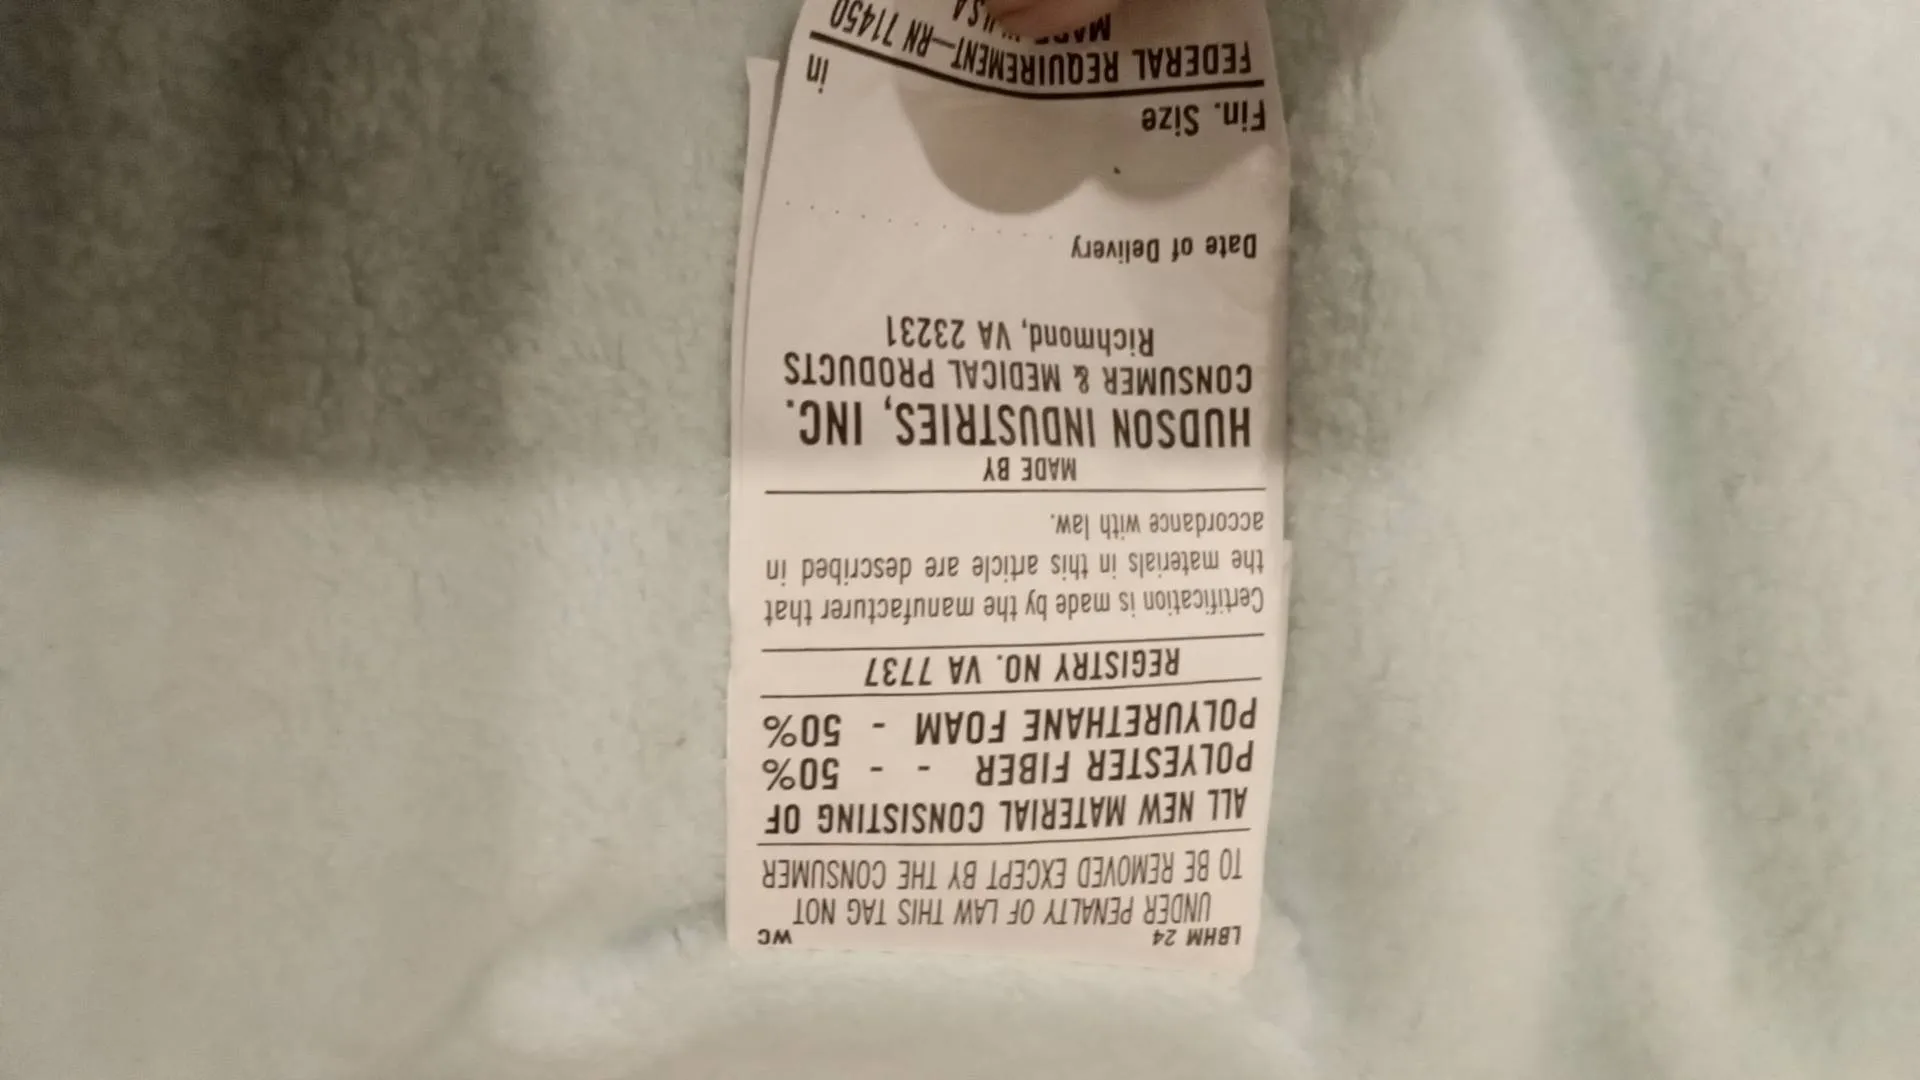 LBHM 24 WC
UNDER PENALTY OF LAW THIS TAG NOT
TO BE REMOVED EXCEPT BY THE CONSUMER
ALL NEW MATERIAL CONSISTING OF
POLYESTER FIBER - - 50%
POLYURETHANE FOAM - 50%
REGISTRY NO. VA 7737
Certification is made by the manufacturer that
the materials in this article are described in
accordance with law.
MADE BY
HUDSON INDUSTRIES, INC.
CONSUMER & MEDICAL PRODUCTS
Richmond, VA 23231
Date of Delivery
Fin. Size in
FEDERAL REQUIREMENT—RN 71450